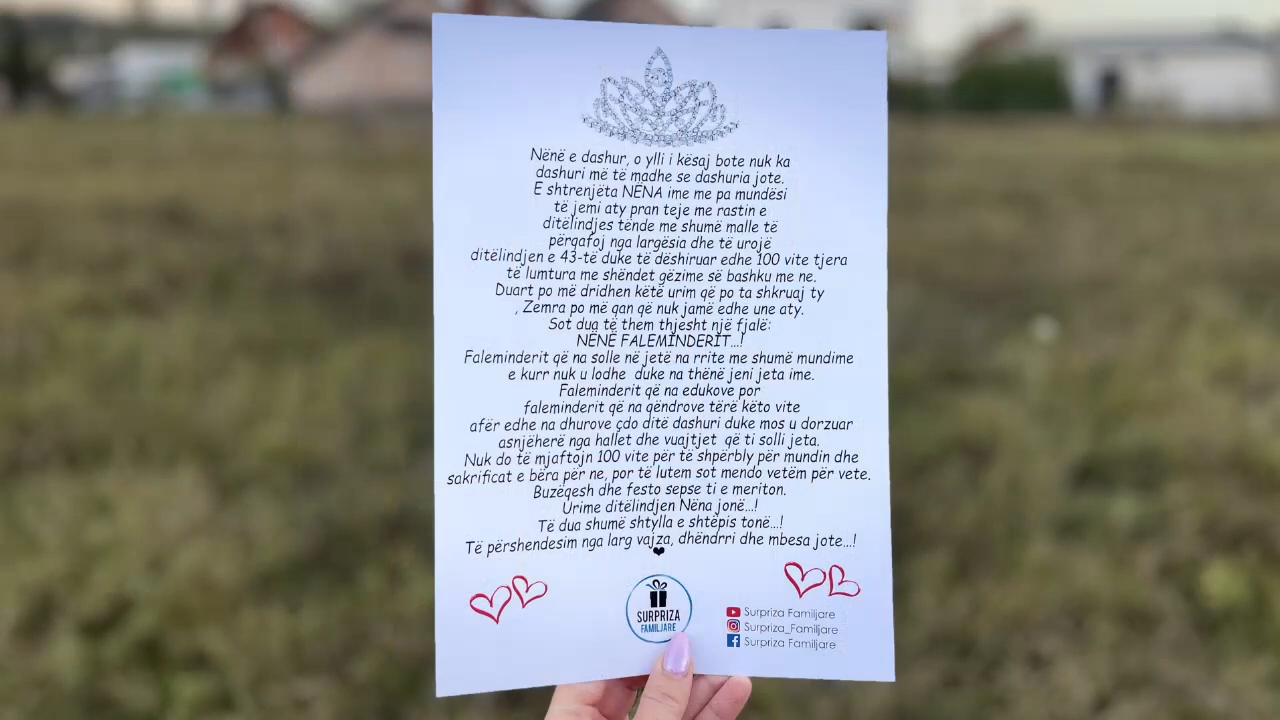 Nënë e dashur, o ylli i kësaj bote nuk ka
dashuri më të madhe se dashuria jote.
E shtrenjëta NËNA ime me pa mundësi
të jemi aty pran teje me rastin e
ditëlindjes tënde me shumë malle të
përqafoj nga largësia dhe të urojë
ditëlindjen e 43-të duke të dëshiruar edhe 100 vite tjera
të lumtura me shëndet gëzime së bashku me ne.
Duart po më dridhen këtë urim që po ta shkruaj ty
, Zemra po më qan që nuk jamë edhe une aty.
Sot dua të them thjesht një fjalë:
NËNË FALEMINDERIT...!
Faleminderit që na solle në jetë na rrite me shumë mundime
e kurr nuk u lodhe duke na thënë jeni jeta ime.
Faleminderit që na edukove por
faleminderit që na qëndrove tërë këto vite
afër edhe na dhurove çdo ditë dashuri duke mos u dorzuar
asnjëherë nga hallet dhe vuajtjet që ti solli jeta.
Nuk do të mjaftojn 100 vite për të shpërbly për mundin dhe
sakrificat e bëra për ne, por të lutem sot mendo vetëm për vete.
Buzëqesh dhe festo sepse ti e meriton.
Urime ditëlindjen Nëna jonë...!
Të dua shumë shtylla e shtëpis tonë...!
Të përshendesim nga larg vajza, dhëndrri dhe mbesa jote...!
SURPRIZA
FAMILJARE
Surpriza Familjare
Surpriza_Familjare
Surpriza Familjare